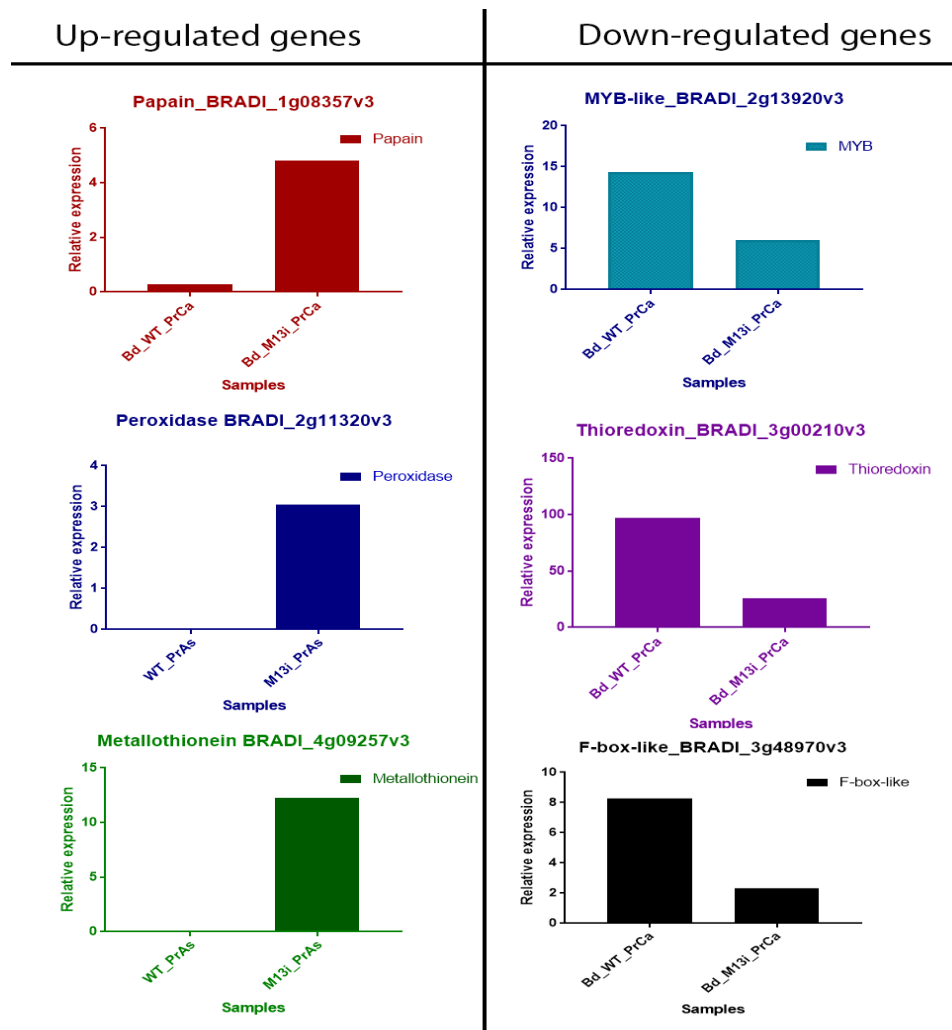 Up-regulated genes
Down-regulated genes
Papain_BRADI_1g08357v3
Papain
Relative expression
6
4
2
0
Bd_WT_PrCa
Bd_M13i_PrCa
Samples
Peroxidase BRADI_2g11320v3
Peroxidase
Relative expression
4
3
2
1
0
WT_PrAs
M13i_PrAs
Samples
Metallothionein BRADI_4g09257v3
Metallothionein
Relative expression
15
10
5
0
WT_PrAs
M13i_PrAs
Samples
MYB-like_BRADI_2g13920v3
MYB
Relative expression
20
15
10
5
0
Bd_WT_PrCa
Bd_M13i_PrCa
Samples
Thioredoxin_BRADI_3g00210v3
Thioredoxin
Relative expression
150
100
50
0
Bd_WT_PrCa
Bd_M13i_PrCa
Samples
F-box-like_BRADI_3g48970v3
F-box-like
Relative expression
10
8
6
4
2
0
Bd_WT_PrCa
Bd_M13i_PrCa
Samples